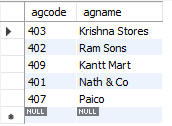 agcode agname
403 Krishna Stores
402 Ram Sons
409 Kantt Mart
401 Nath & Co
407 Paico
NULL NULL